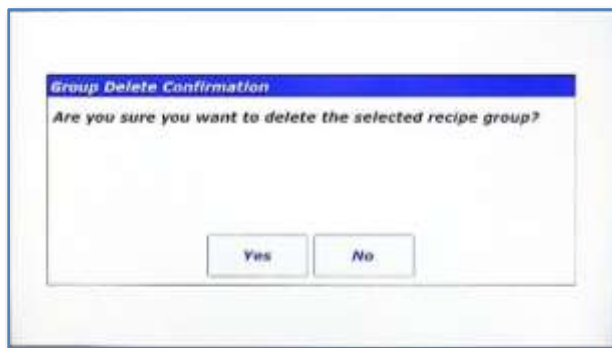 Group Delete Confirmation
Are you sure you want to delete the selected recipe group?
Yes
No